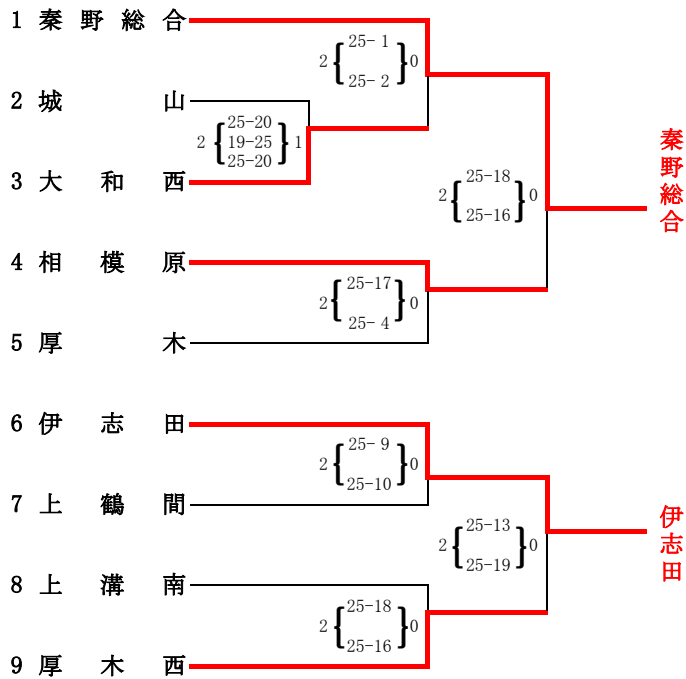 1 秦野総合
25- 1
2 0
25- 2
2 城山
25-20
2 19-25 1
25-20
3 大和西
秦野総合
25-18
2 0
25-16
4 相模原
25-17
2 0
25- 4
5 厚木
6 伊志田
25- 9
2 0
25-10
7 上鶴間
伊志田
25-13
2 0
25-19
8 上溝南
25-18
2 0
25-16
9 厚木西